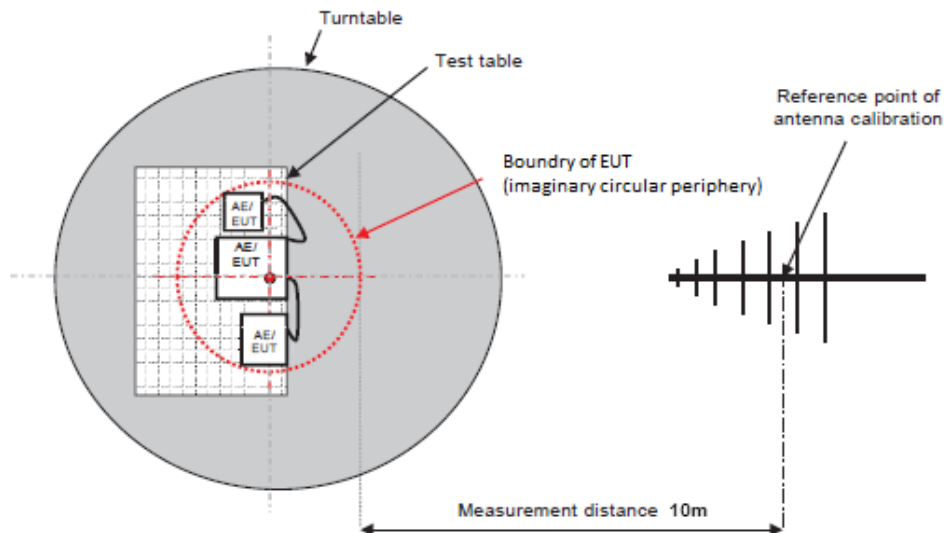 Turntable
Test table
Reference point of
antenna calibration
Boundry of EUT
(imaginary circular periphery)
AE/
EUT
AE/
EUT
AE/
EUT
Measurement distance 10m